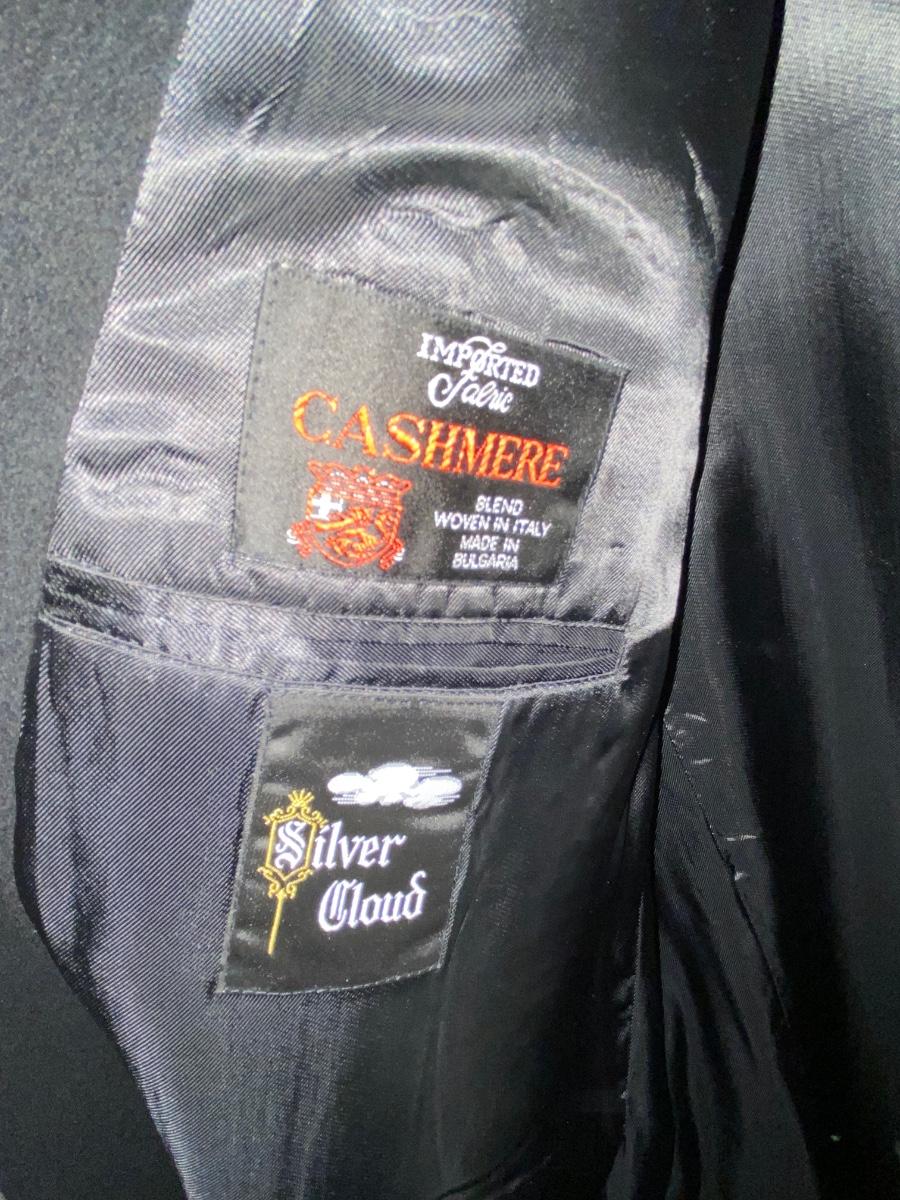 IMPORTED
Fabric
CASHMERE
BLEND
WOVEN IN ITALY
MADE IN
BULGARIA
Silver
Cloud